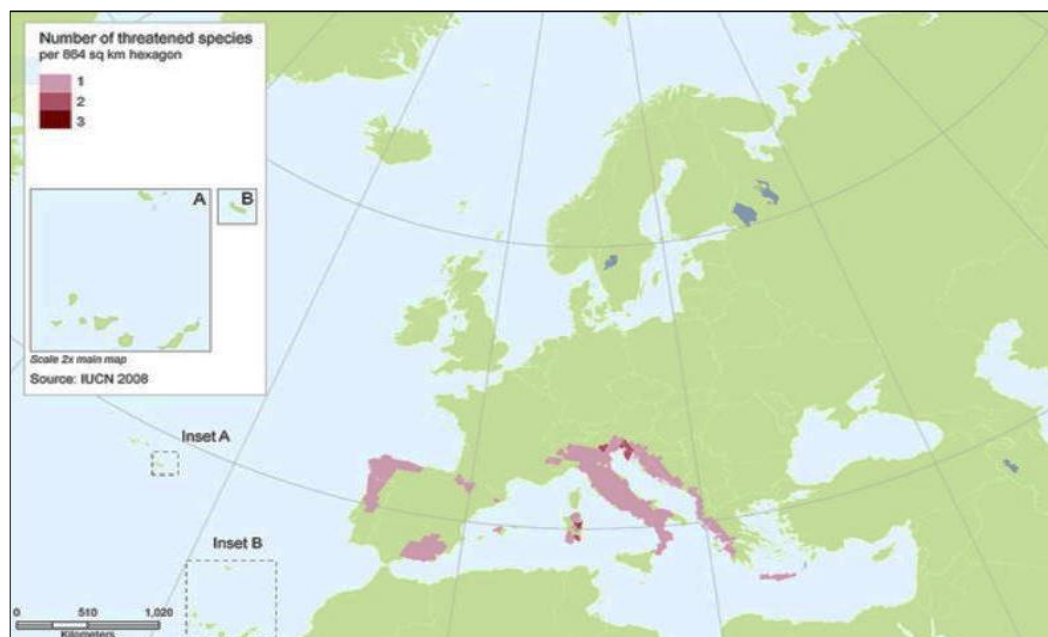 Number of threatened species
per 864 sq km hexagon
1
2
3
A
B
Scale 2x main map
Source: IUCN 2008
Inset A
Inset B
0 510 1,020
Kilometers